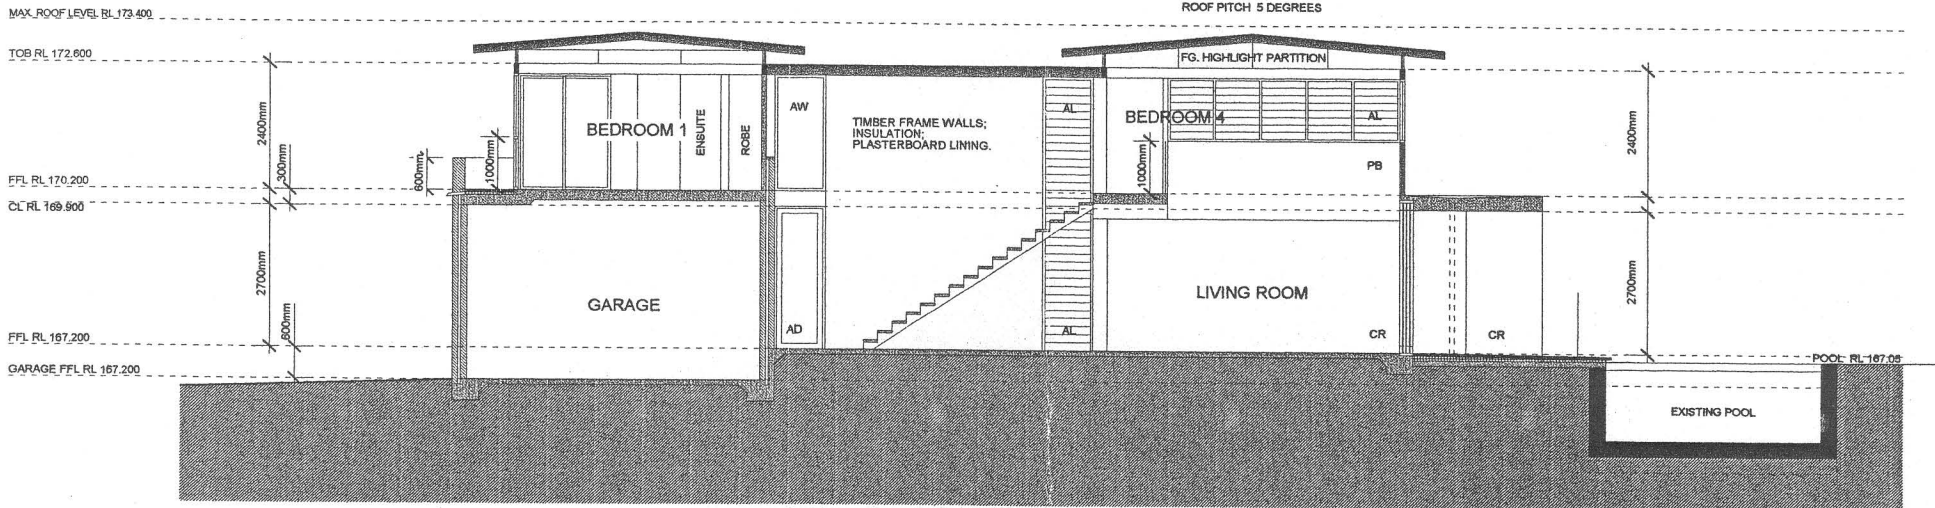 MAX. ROOF LEVEL RL 173.400
ROOF PITCH 5 DEGREES
TOB RL 172.600
FG. HIGHLIGHT PARTITION
2400mm
300mm
600mm
1000mm
BEDROOM 1
ENSUITE
ROBE
AW
TIMBER FRAME WALLS;
INSULATION;
PLASTERBOARD LINING.
AL
BEDROOM 4
AL
1000mm
PB
2400mm
FFL RL 170.200
CL RL 169.900
2700mm
600mm
GARAGE
AD
AL
LIVING ROOM
CR
CR
2700mm
FFL RL 167.200
GARAGE FFL RL 167.200
POOL RL 167.05
EXISTING POOL